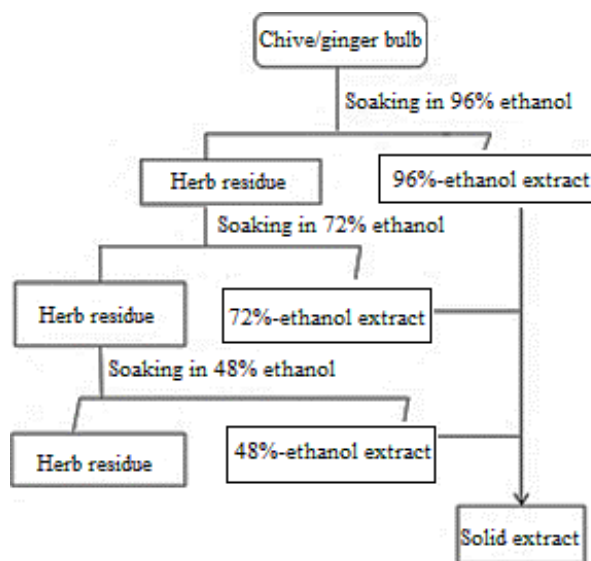 Chive/ginger bulb
Soaking in 96% ethanol
Herb residue
96%-ethanol extract
Soaking in 72% ethanol
Herb residue
72%-ethanol extract
Soaking in 48% ethanol
Herb residue
48%-ethanol extract
Solid extract